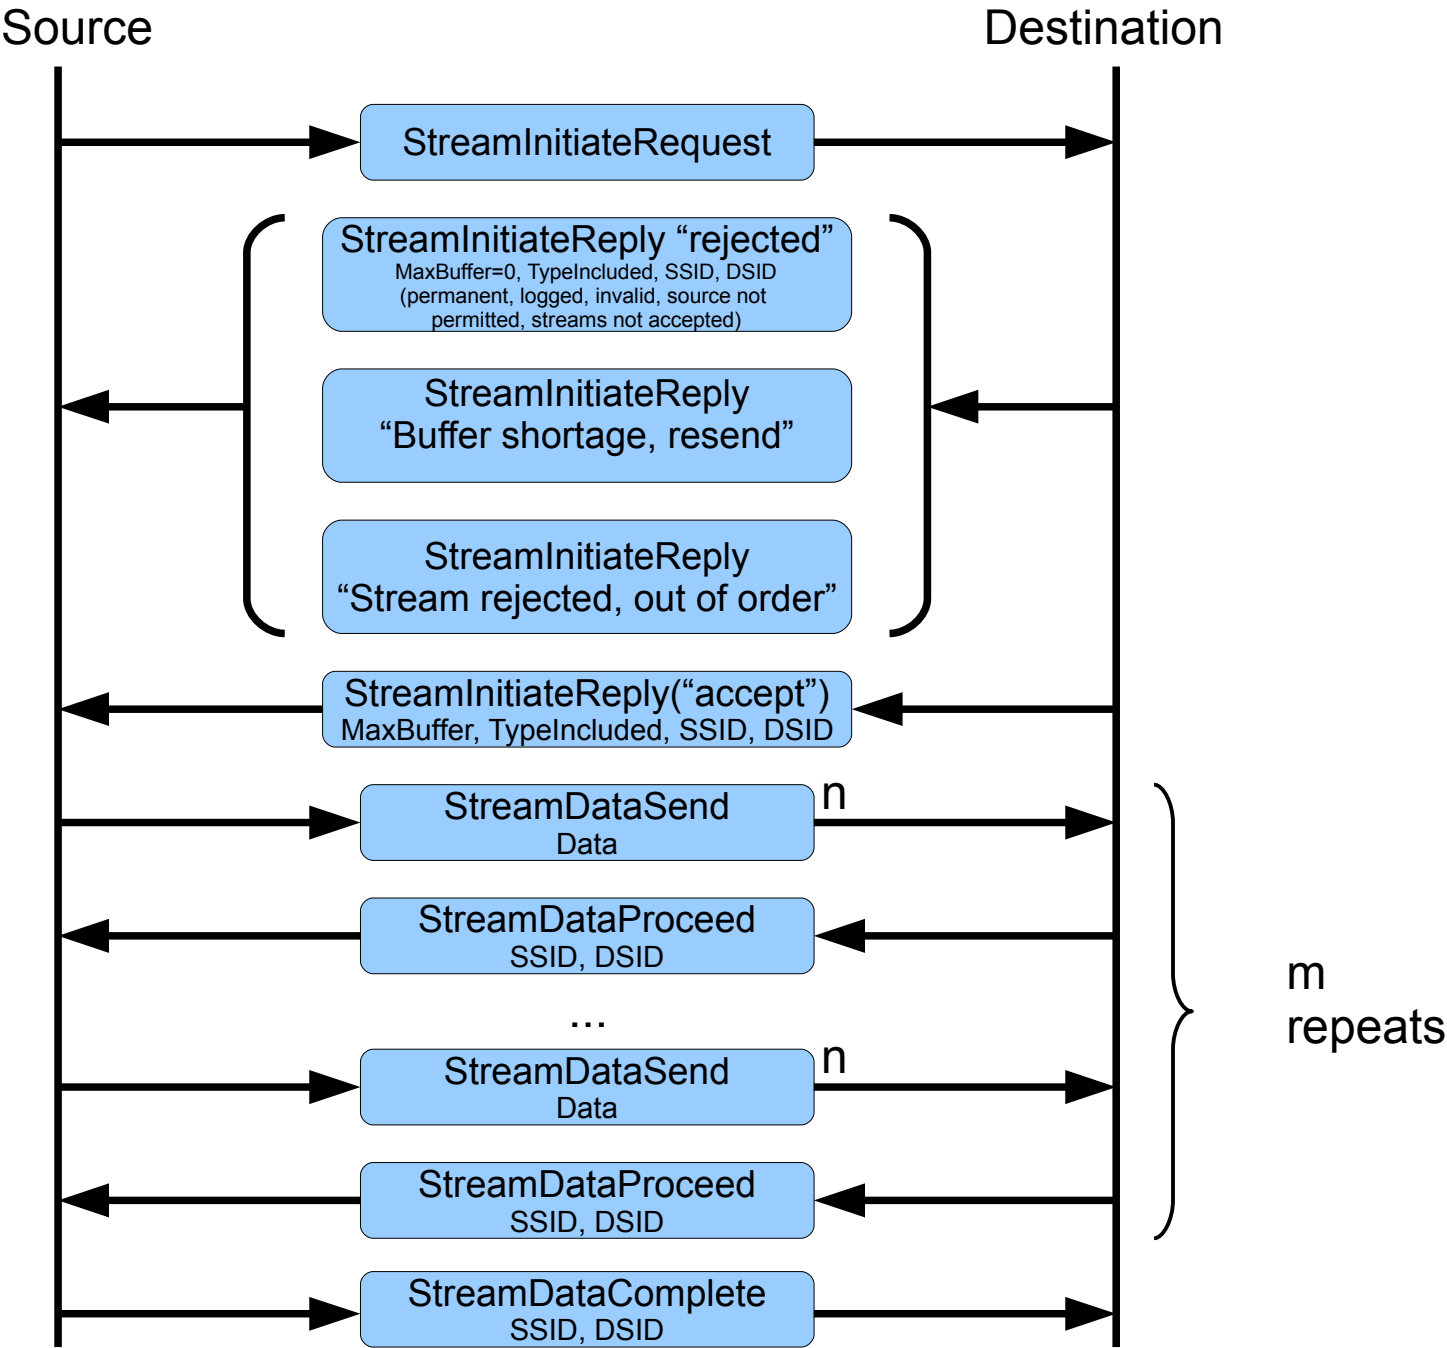 Source
Destination
StreamInitiateRequest
StreamInitiateReply “rejected”
MaxBuffer=0, TypeIncluded, SSID, DSID
(permanent, logged, invalid, source not
permitted, streams not accepted)
StreamInitiateReply
“Buffer shortage, resend”
StreamInitiateReply
“Stream rejected, out of order”
StreamInitiateReply(“accept”)
MaxBuffer, TypeIncluded, SSID, DSID
StreamDataSend
Data
n
StreamDataProceed
SSID, DSID
...
StreamDataSend
Data
n
m
repeats
StreamDataProceed
SSID, DSID
StreamDataComplete
SSID, DSID